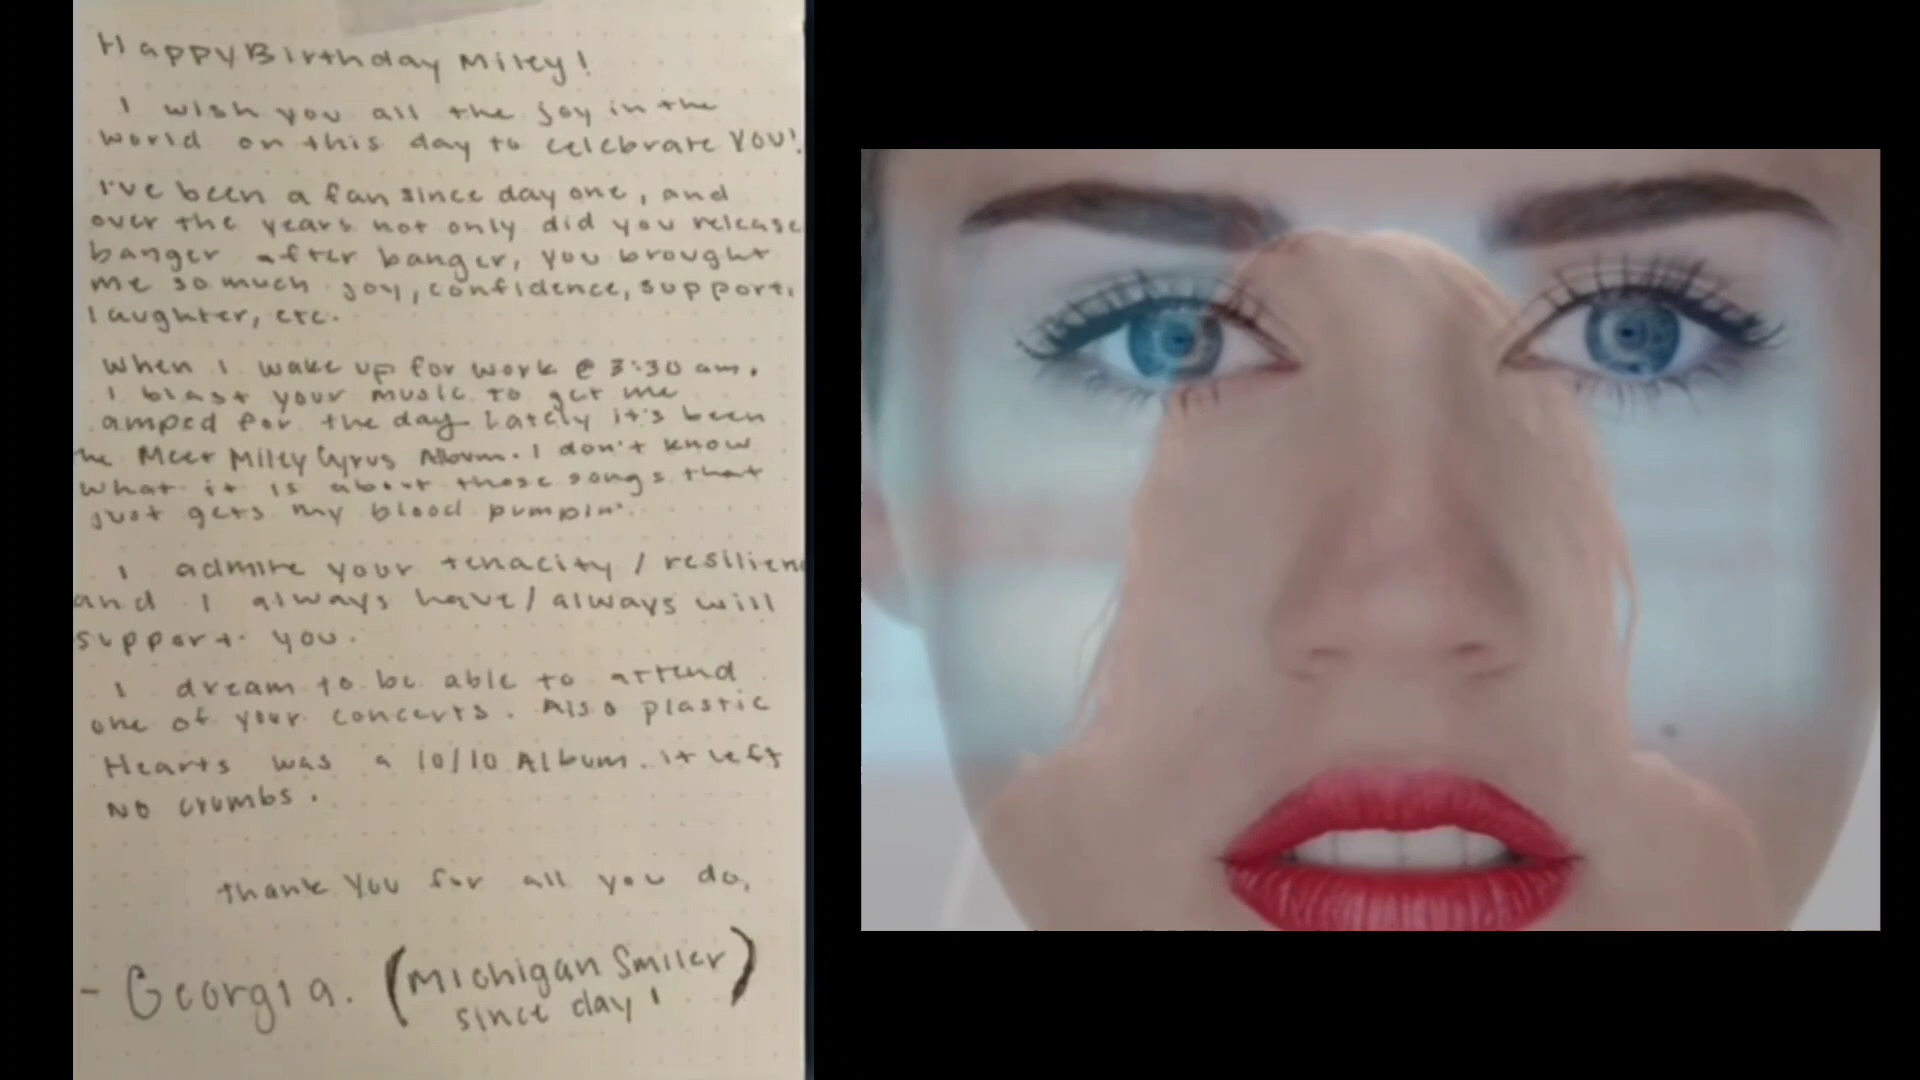 Happy Birthday Miley!
I wish you all the joy in the
world on this day to celebrate YOU!
I've been a fan since day one, and
over the years not only did you release
banger after banger, you brought
me so much joy, confidence, support,
laughter, etc.
When I wake up for work @ 3:30 am.
I blast your music to get me
amped for the day. Lately it's been
the Meet Miley Cyrus Album. I don't know
what it is about those songs that
just gets my blood pumpin'.
I admire your tenacity / resilienc
and I always have/always will
support you.
I dream to be able to attend
one of your concerts. Also plastic
Hearts was a 10/10 Album. it left
NO crumbs.
thank You for all you do,
- Georgia. (Michigan Smiler
since day 1)